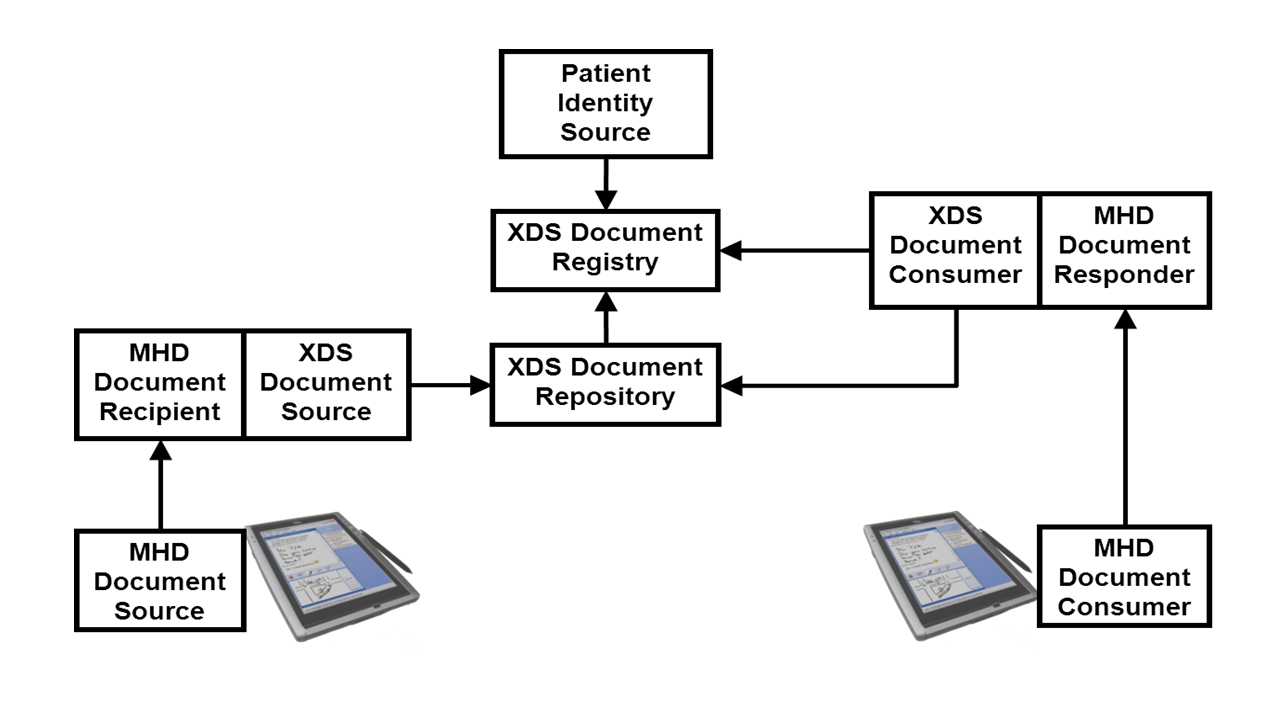 Patient
Identity
Source
XDS Document
Registry
XDS
Document
Consumer
MHD
Document
Responder
MHD
Document
Recipient
XDS
Document
Source
XDS Document
Repository
MHD
Document
Source
MHD
Document
Consumer